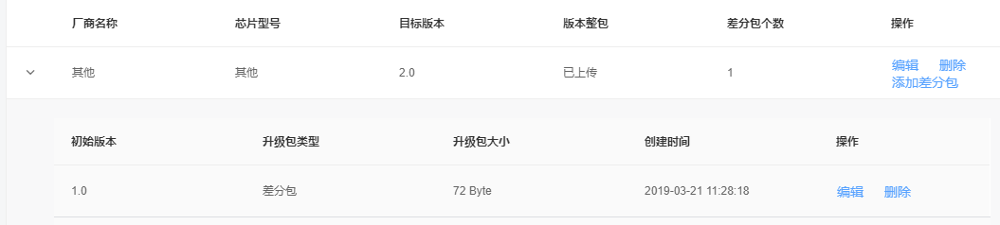 厂商名称 芯片型号 目标版本 版本整包 差分包个数 操作
其他 其他 2.0 已上传 1 编辑 删除
添加差分包
初始版本 升级包类型 升级包大小 创建时间 操作
1.0 差分包 72 Byte 2019-03-21 11:28:18 编辑 删除